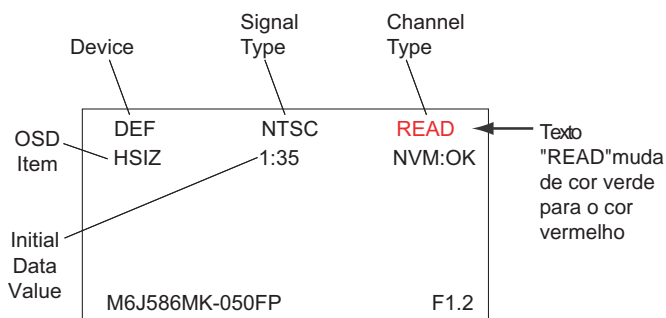 Device
Signal
Type
Channel
Type
OSD
Item
Initial
Data
Value
DEF NTSC READ
HSIZ 1:35 NVM:OK
M6J586MK-050FP F1.2
Texto
"READ"muda
de cor verde
para o cor
vermelho